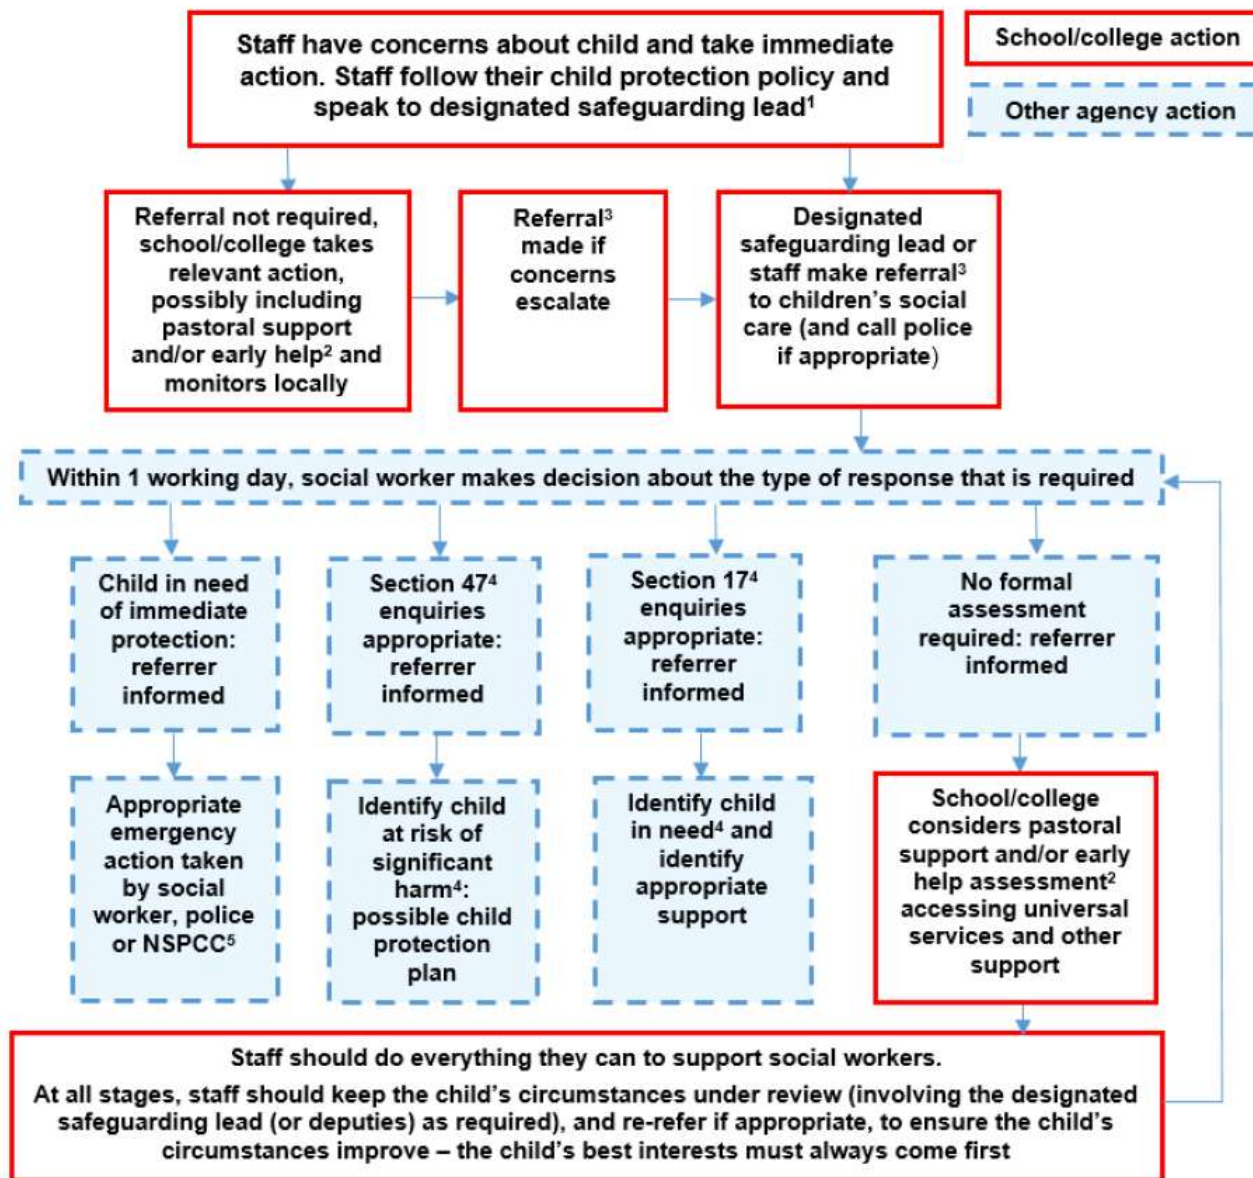 Staff have concerns about child and take immediate
action. Staff follow their child protection policy and
speak to designated safeguarding lead¹
School/college action
Other agency action
Referral not required,
school/college takes
relevant action,
possibly including
pastoral support
and/or early help² and
monitors locally
Referral³
made if
concerns
escalate
Designated
safeguarding lead or
staff make referral³
to children’s social
care (and call police
if appropriate)
Within 1 working day, social worker makes decision about the type of response that is required
Child in need
of immediate
protection:
referrer
informed
Section 47⁴
enquiries
appropriate:
referrer
informed
Section 17⁴
enquiries
appropriate:
referrer
informed
No formal
assessment
required: referrer
informed
Appropriate
emergency
action taken
by social
worker, police
or NSPCC⁵
Identify child
at risk of
significant
harm⁴:
possible child
protection
plan
Identify child
in need⁴ and
identify
appropriate
support
School/college
considers pastoral
support and/or early
help assessment²
accessing universal
services and other
support
Staff should do everything they can to support social workers.
At all stages, staff should keep the child’s circumstances under review (involving the designated
safeguarding lead (or deputies) as required), and re-refer if appropriate, to ensure the child’s
circumstances improve – the child’s best interests must always come first